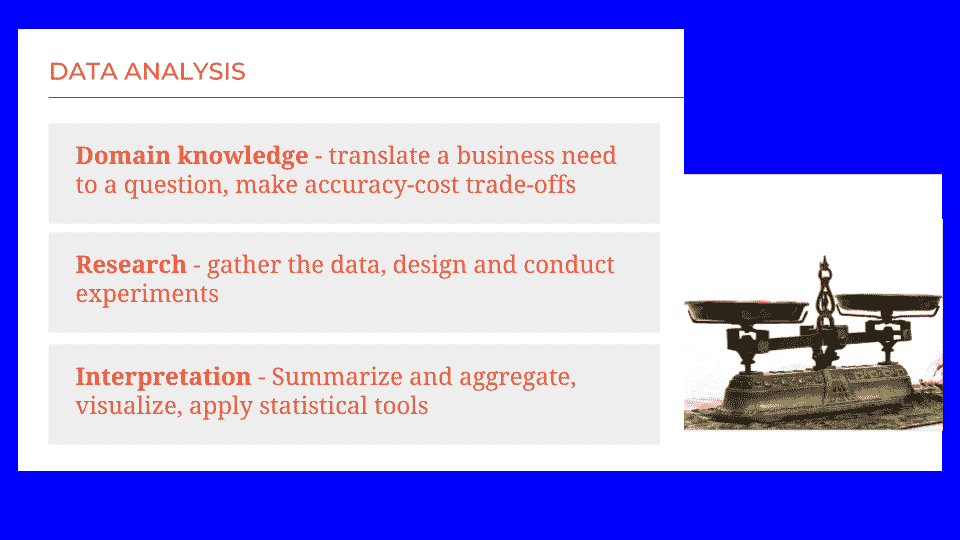 DATA ANALYSIS
Domain knowledge - translate a business need
to a question, make accuracy-cost trade-offs
Research - gather the data, design and conduct
experiments
Interpretation - Summarize and aggregate,
visualize, apply statistical tools